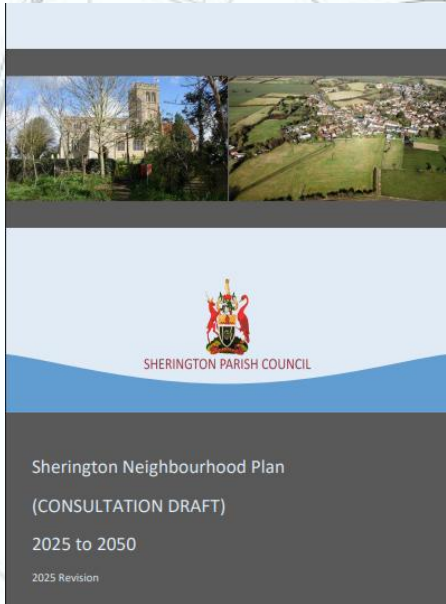 SHERINGTON PARISH COUNCIL
Sherington Neighbourhood Plan
(CONSULTATION DRAFT)
2025 to 2050
2025 Revision